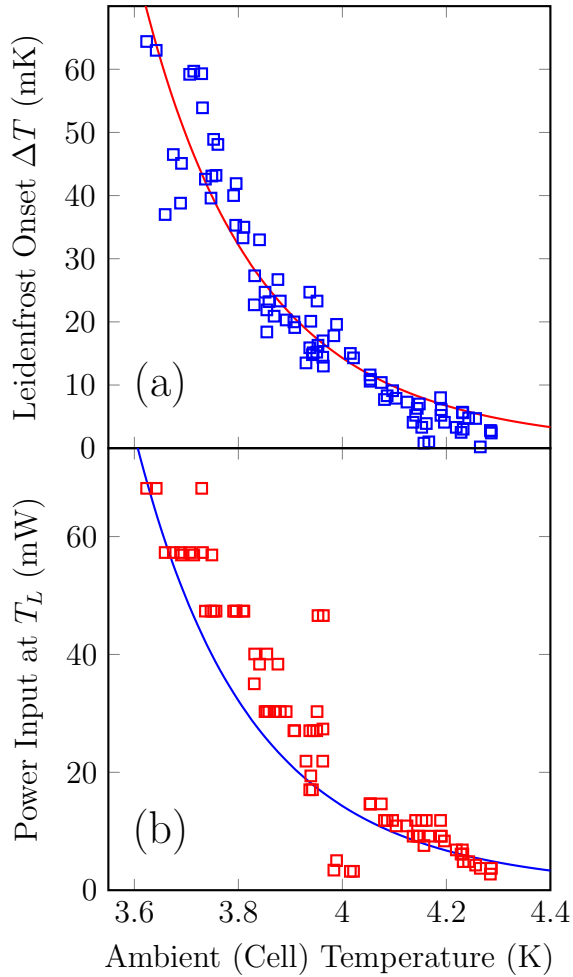 Leidenfrost Onset ΔT (mK)
60
50
40
30
20
10
0
(a)
Power Input at T_L (mW)
60
40
20
0
(b)
3.6 3.8 4 4.2 4.4
Ambient (Cell) Temperature (K)